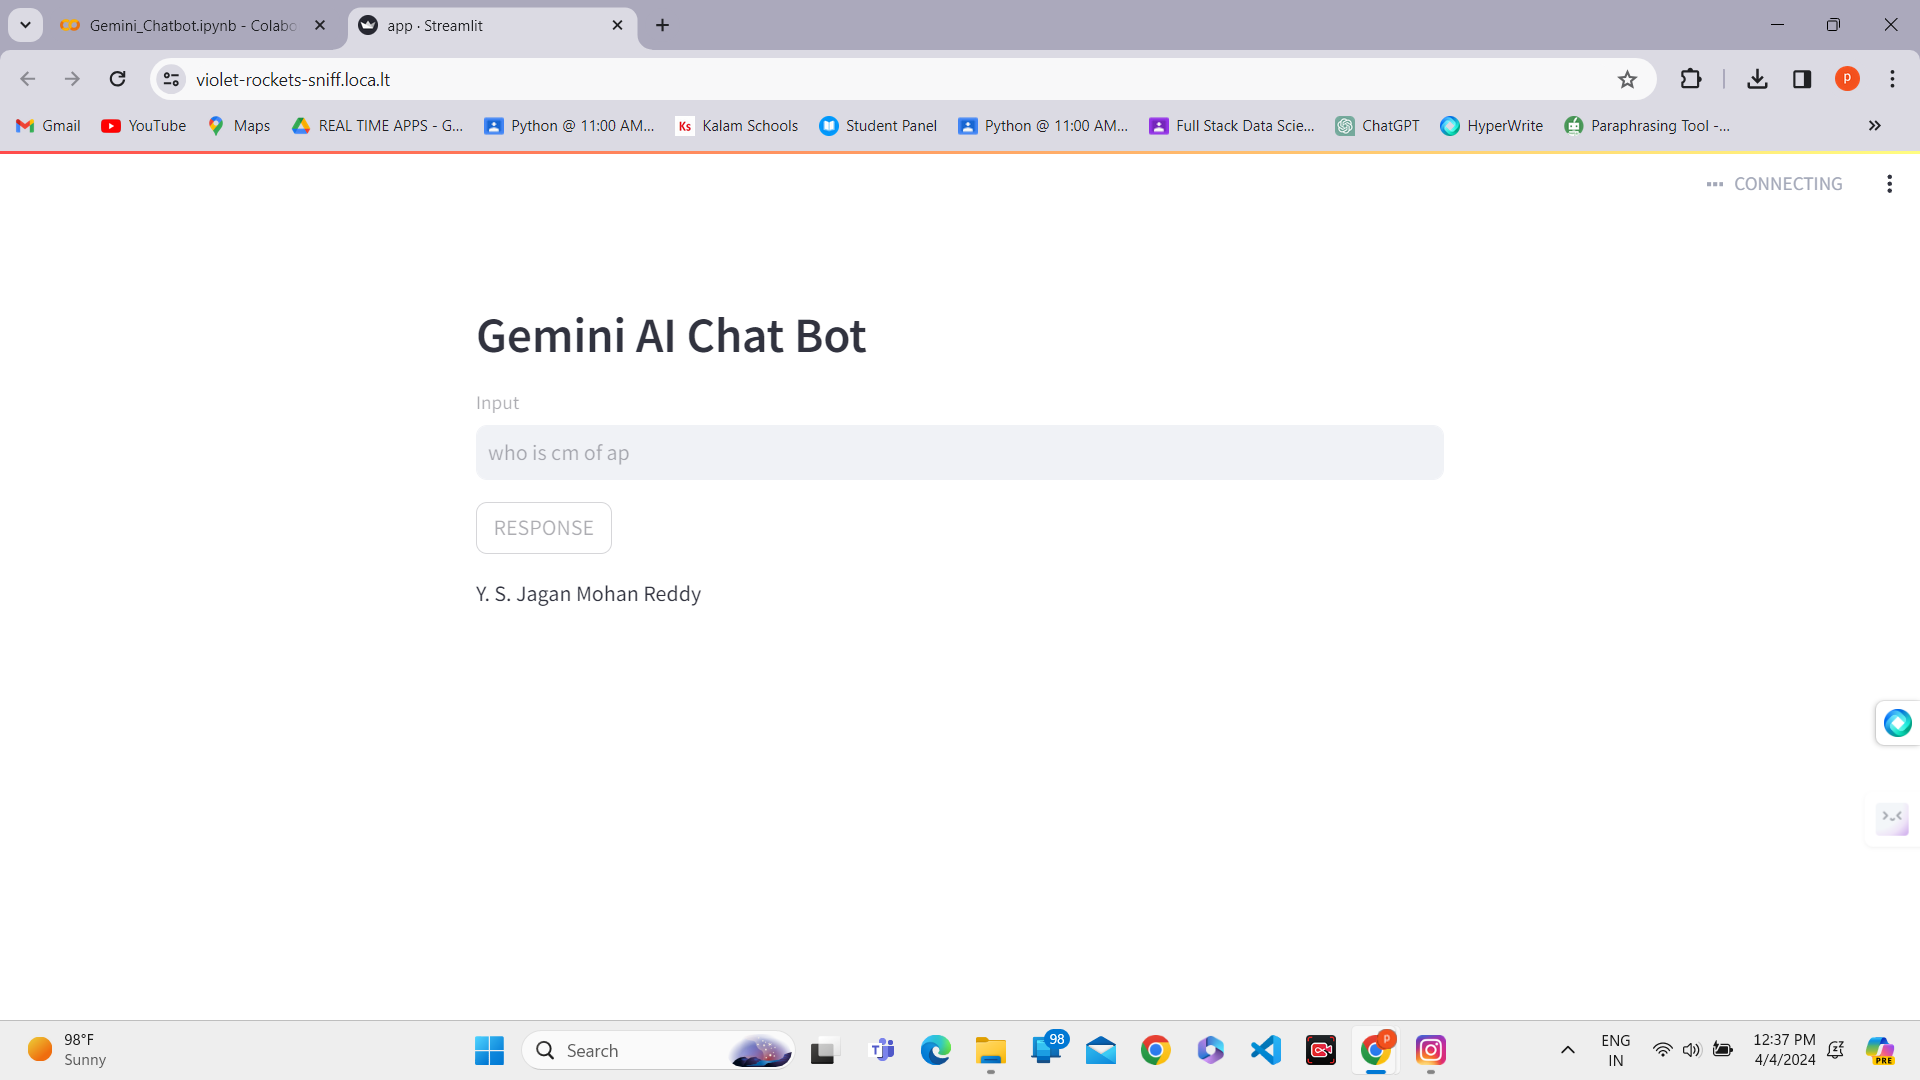 Gemini_Chatbot.ipynb - Colabo
app · Streamlit
violet-rockets-sniff.loca.lt
P
Gmail
YouTube
Maps
REAL TIME APPS - G...
Python @ 11:00 AM...
Ks
Kalam Schools
Student Panel
Python @ 11:00 AM...
Full Stack Data Scie...
ChatGPT
HyperWrite
Paraphrasing Tool -...
CONNECTING
Gemini AI Chat Bot
Input
who is cm of ap
RESPONSE
Y. S. Jagan Mohan Reddy
98°F
Sunny
Search
98
P
ENG
IN
12:37 PM
4/4/2024
PRE